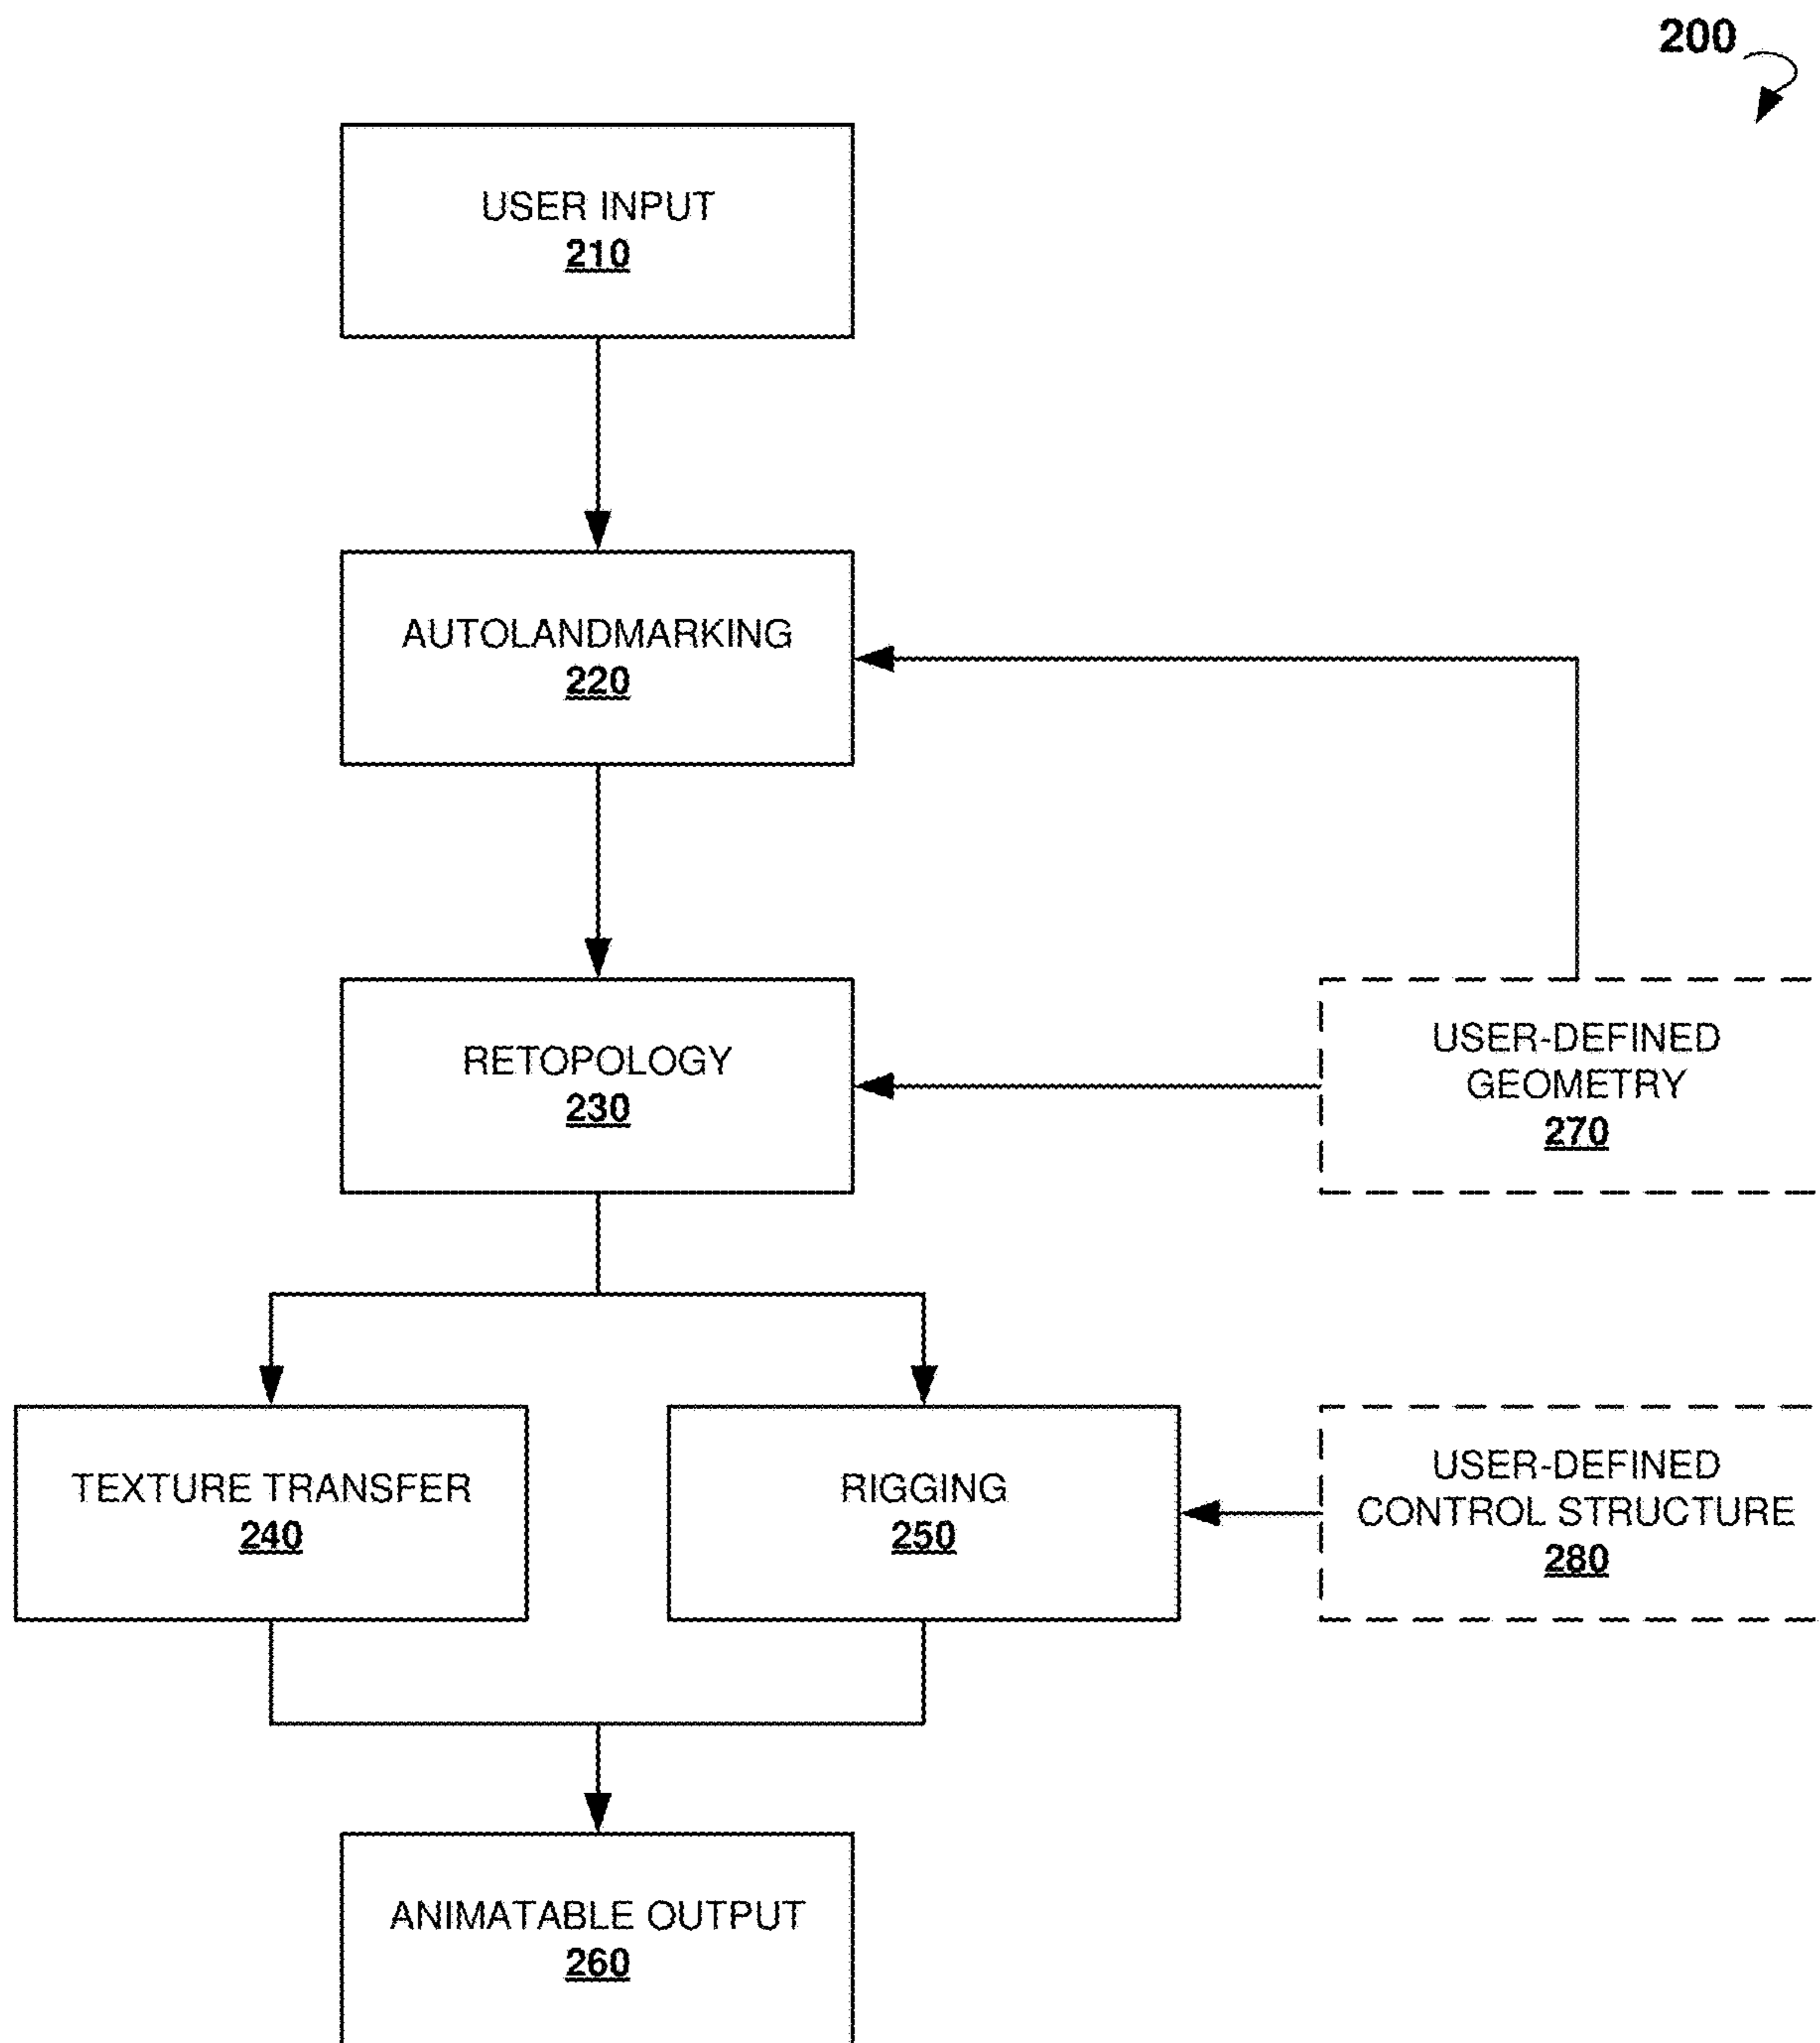 200
USER INPUT
210
AUTOLANDMARKING
220
RETOPOLOGY
230
USER-DEFINED
GEOMETRY
270
TEXTURE TRANSFER
240
RIGGING
250
USER-DEFINED
CONTROL STRUCTURE
280
ANIMATABLE OUTPUT
260